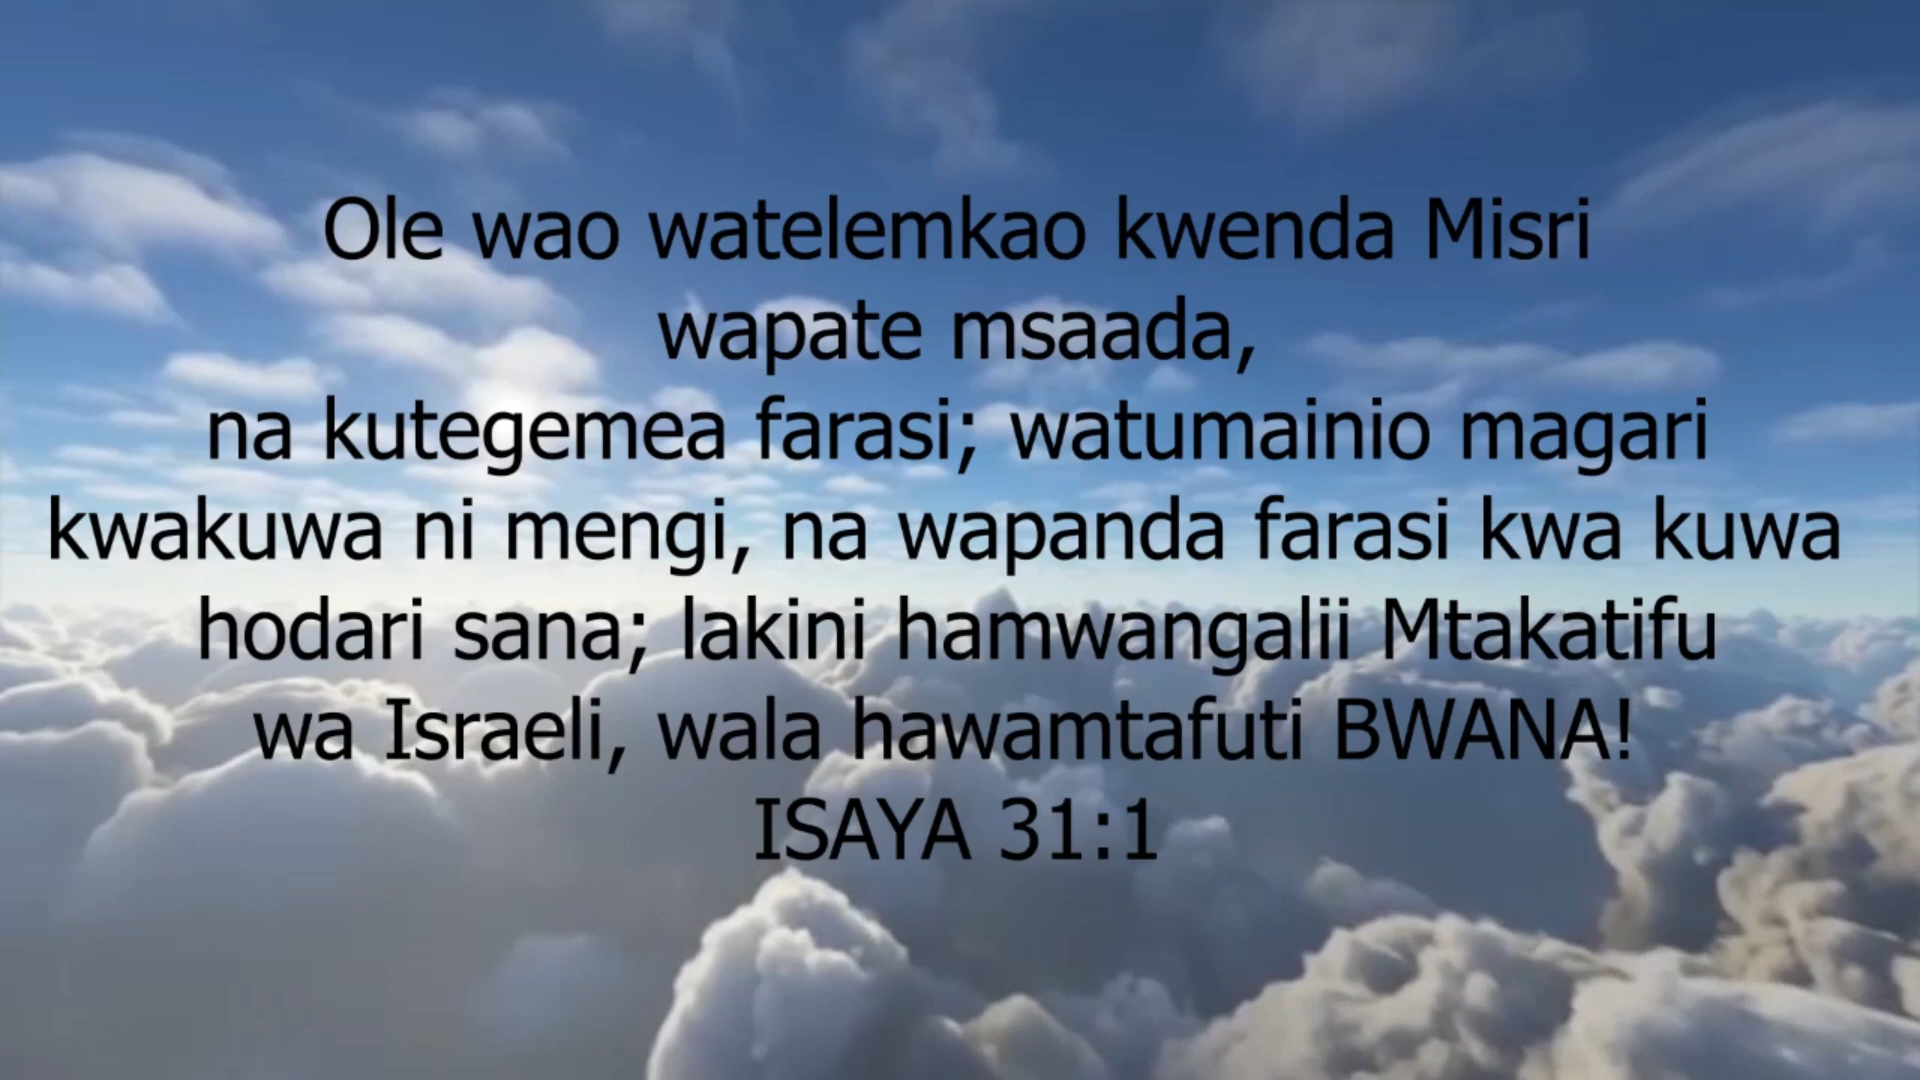 Ole wao watelemkao kwenda Misri
wapate msaada,
na kutegemea farasi; watumainio magari
kwakuwa ni mengi, na wapanda farasi kwa kuwa
hodari sana; lakini hamwangalii Mtakatifu
wa Israeli, wala hawamtafuti BWANA!
ISAYA 31:1